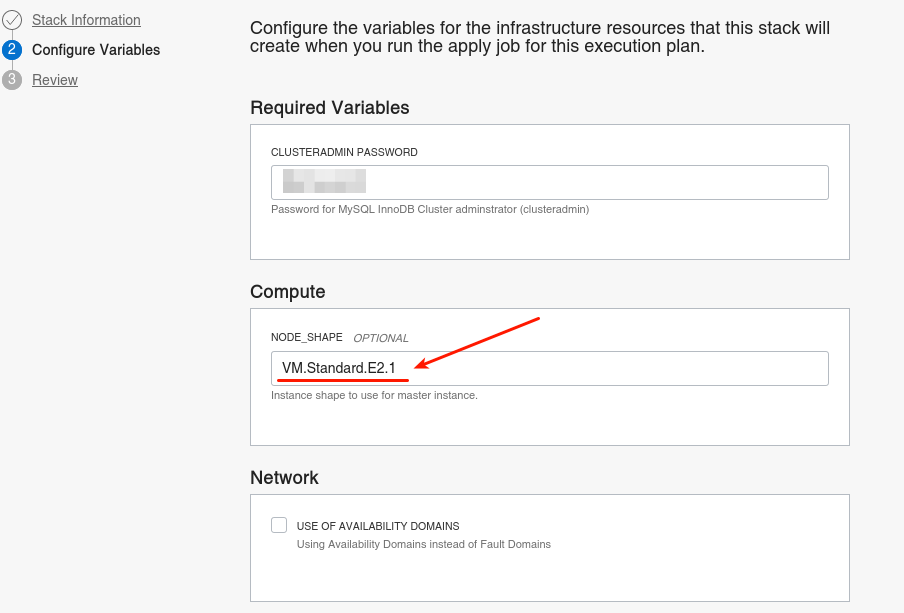 Stack Information
2 Configure Variables
3 Review
Configure the variables for the infrastructure resources that this stack will
create when you run the apply job for this execution plan.
Required Variables
CLUSTERADMIN PASSWORD
Password for MySQL InnoDB Cluster adminstrator (clusteradmin)
Compute
NODE_SHAPE OPTIONAL
VM.Standard.E2.1
Instance shape to use for master instance.
Network
USE OF AVAILABILITY DOMAINS
Using Availability Domains instead of Fault Domains